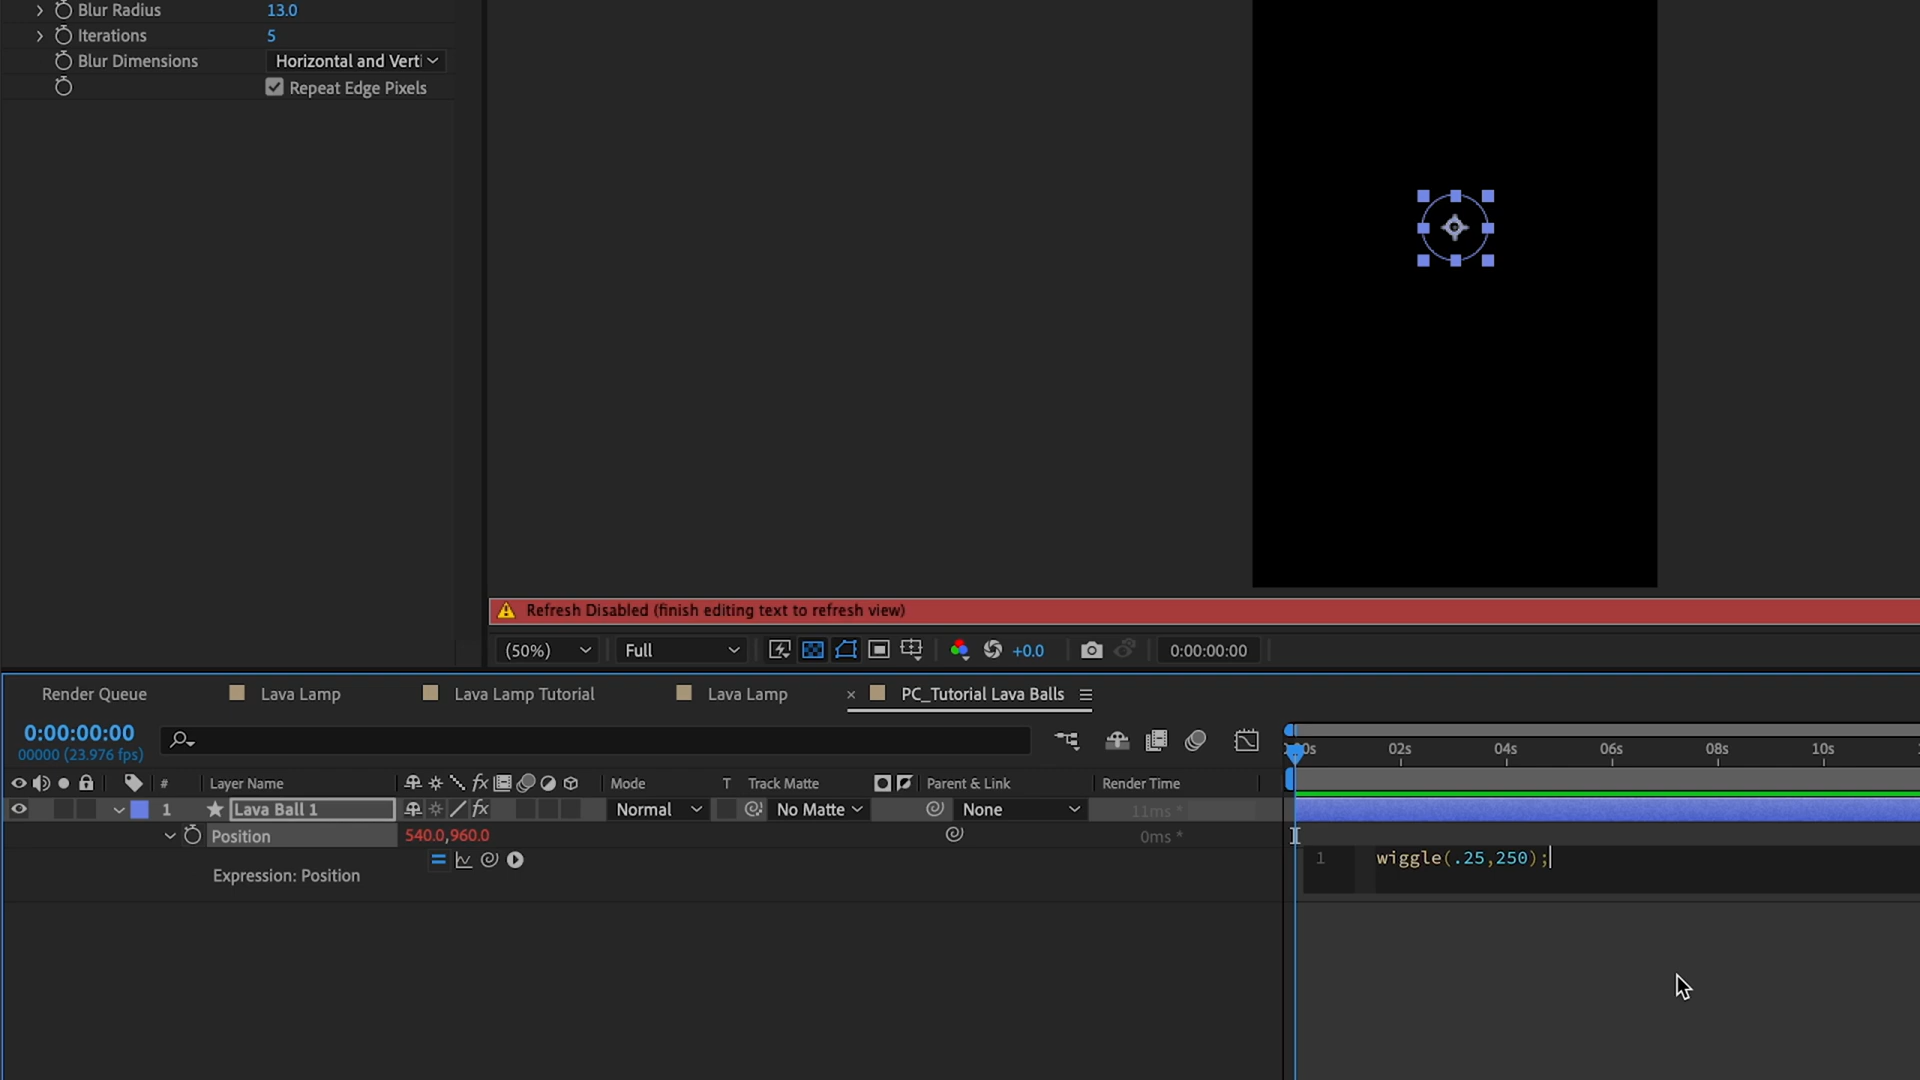 Blur Radius 13.0
Iterations 5
Blur Dimensions Horizontal and Verti
Repeat Edge Pixels
Refresh Disabled (finish editing text to refresh view)
(50%) Full +0.0 0:00:00:00
Render Queue Lava Lamp Lava Lamp Tutorial Lava Lamp × PC_Tutorial Lava Balls
0:00:00:00
00000 (23.976 fps)
0s 02s 04s 06s 08s 10s
# Layer Name fx Mode T Track Matte Parent & Link Render Time
1 Lava Ball 1 fx Normal No Matte None 11ms *
Position 540.0,960.0 0ms *
1 wiggle(.25,250);
Expression: Position